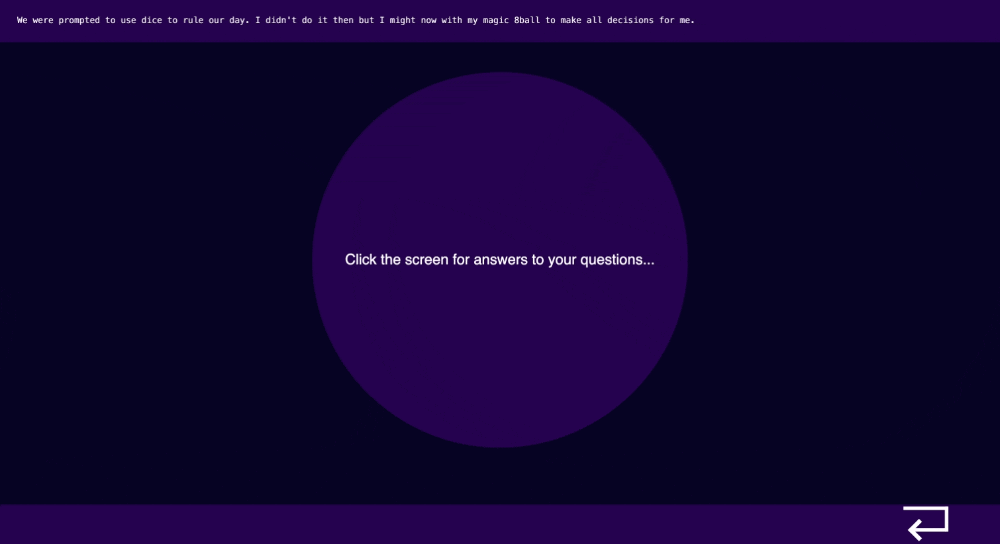 We were prompted to use dice to rule our day. I didn't do it then but I might now with my magic 8ball to make all decisions for me.
Click the screen for answers to your questions...